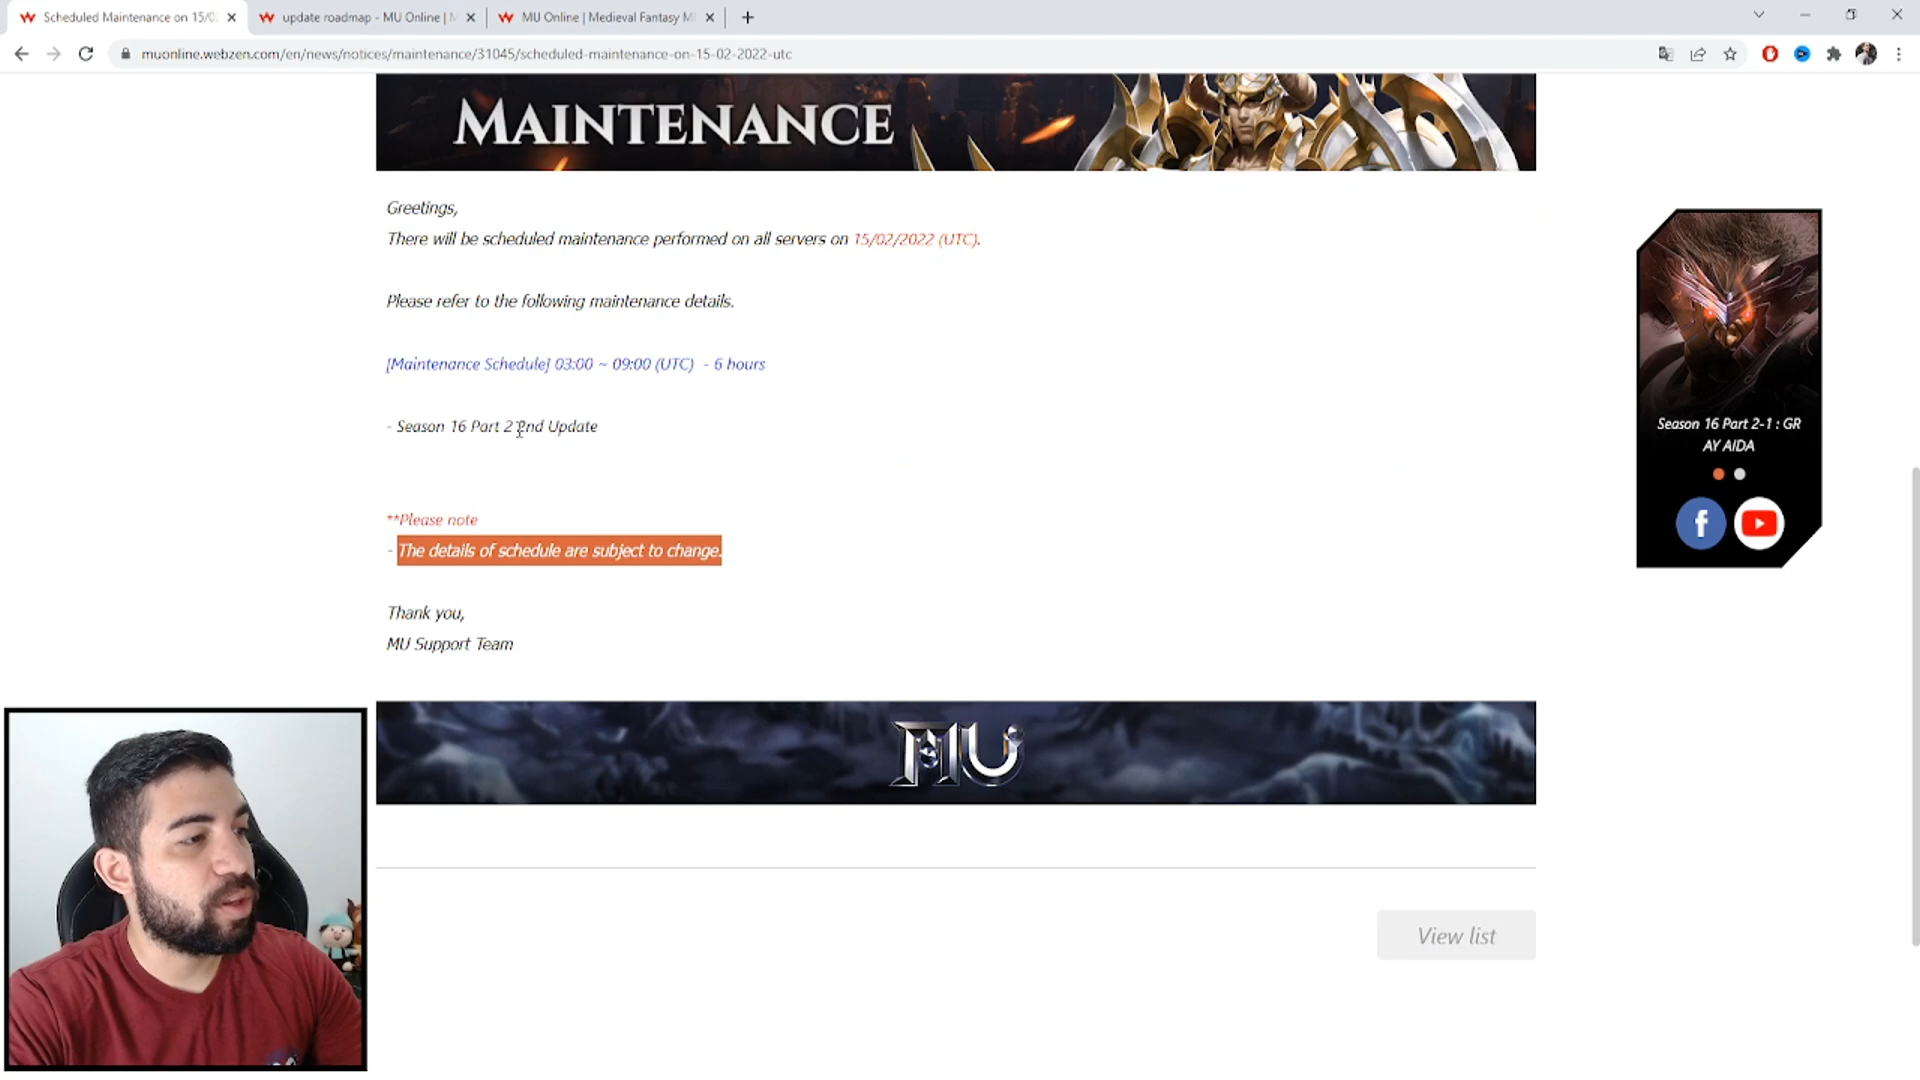 Scheduled Maintenance on 15/0
update roadmap - MU Online |
MU Online | Medieval Fantasy M
muonline.webzen.com/en/news/notices/maintenance/31045/scheduled-maintenance-on-15-02-2022-utc
MAINTENANCE
Greetings,
There will be scheduled maintenance performed on all servers on 15/02/2022 (UTC).
Please refer to the following maintenance details.
[Maintenance Schedule] 03:00 ~ 09:00 (UTC) - 6 hours
- Season 16 Part 2 2nd Update
**Please note
- The details of schedule are subject to change.
Thank you,
MU Support Team
Season 16 Part 2-1 : GR
AY AIDA
MU
View list